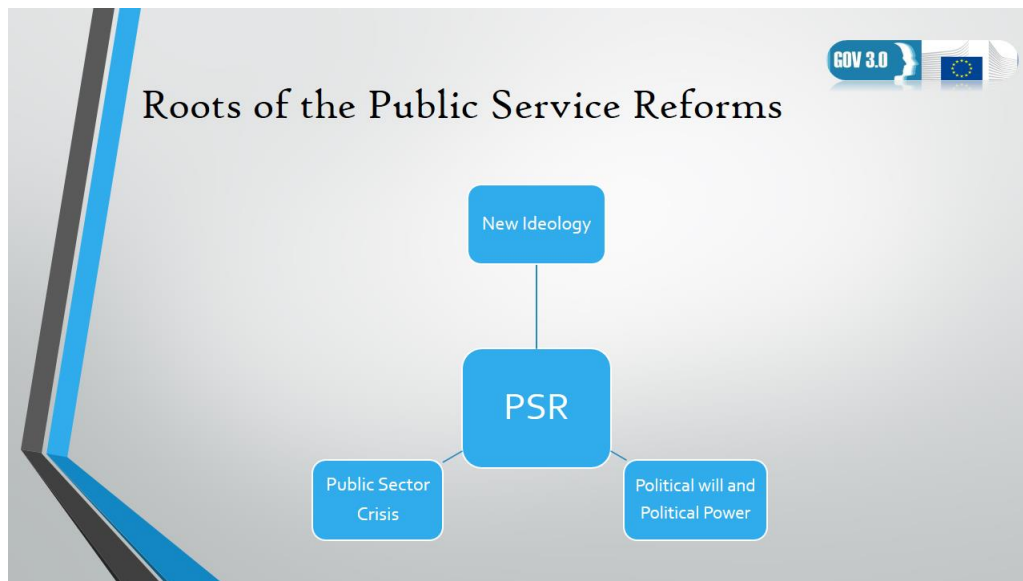 GOV 3.0
Roots of the Public Service Reforms
New Ideology
PSR
Public Sector
Crisis
Political will and
Political Power